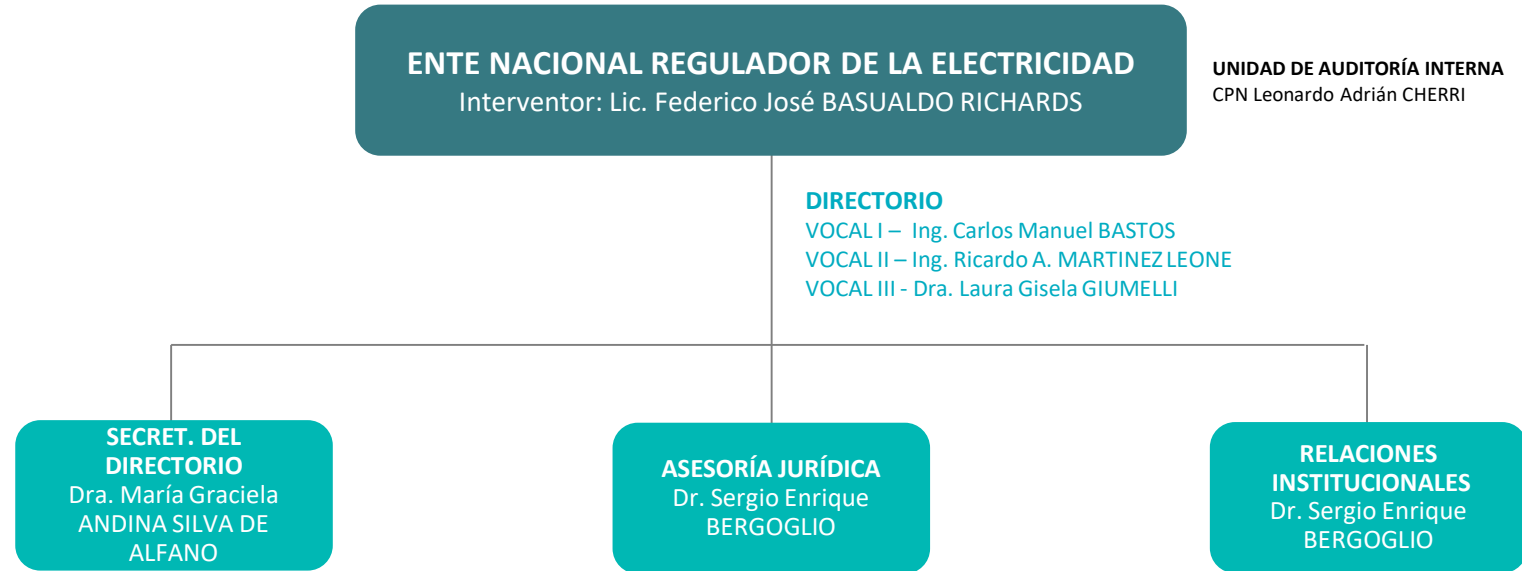 ENTE NACIONAL REGULADOR DE LA ELECTRICIDAD
Interventor: Lic. Federico José BASUALDO RICHARDS
UNIDAD DE AUDITORÍA INTERNA
CPN Leonardo Adrián CHERRI
DIRECTORIO
VOCAL I – Ing. Carlos Manuel BASTOS
VOCAL II – Ing. Ricardo A. MARTINEZ LEONE
VOCAL III - Dra. Laura Gisela GIUMELLI
SECRET. DEL
DIRECTORIO
Dra. María Graciela
ANDINA SILVA DE
ALFANO
ASESORÍA JURÍDICA
Dr. Sergio Enrique
BERGOGLIO
RELACIONES
INSTITUCIONALES
Dr. Sergio Enrique
BERGOGLIO